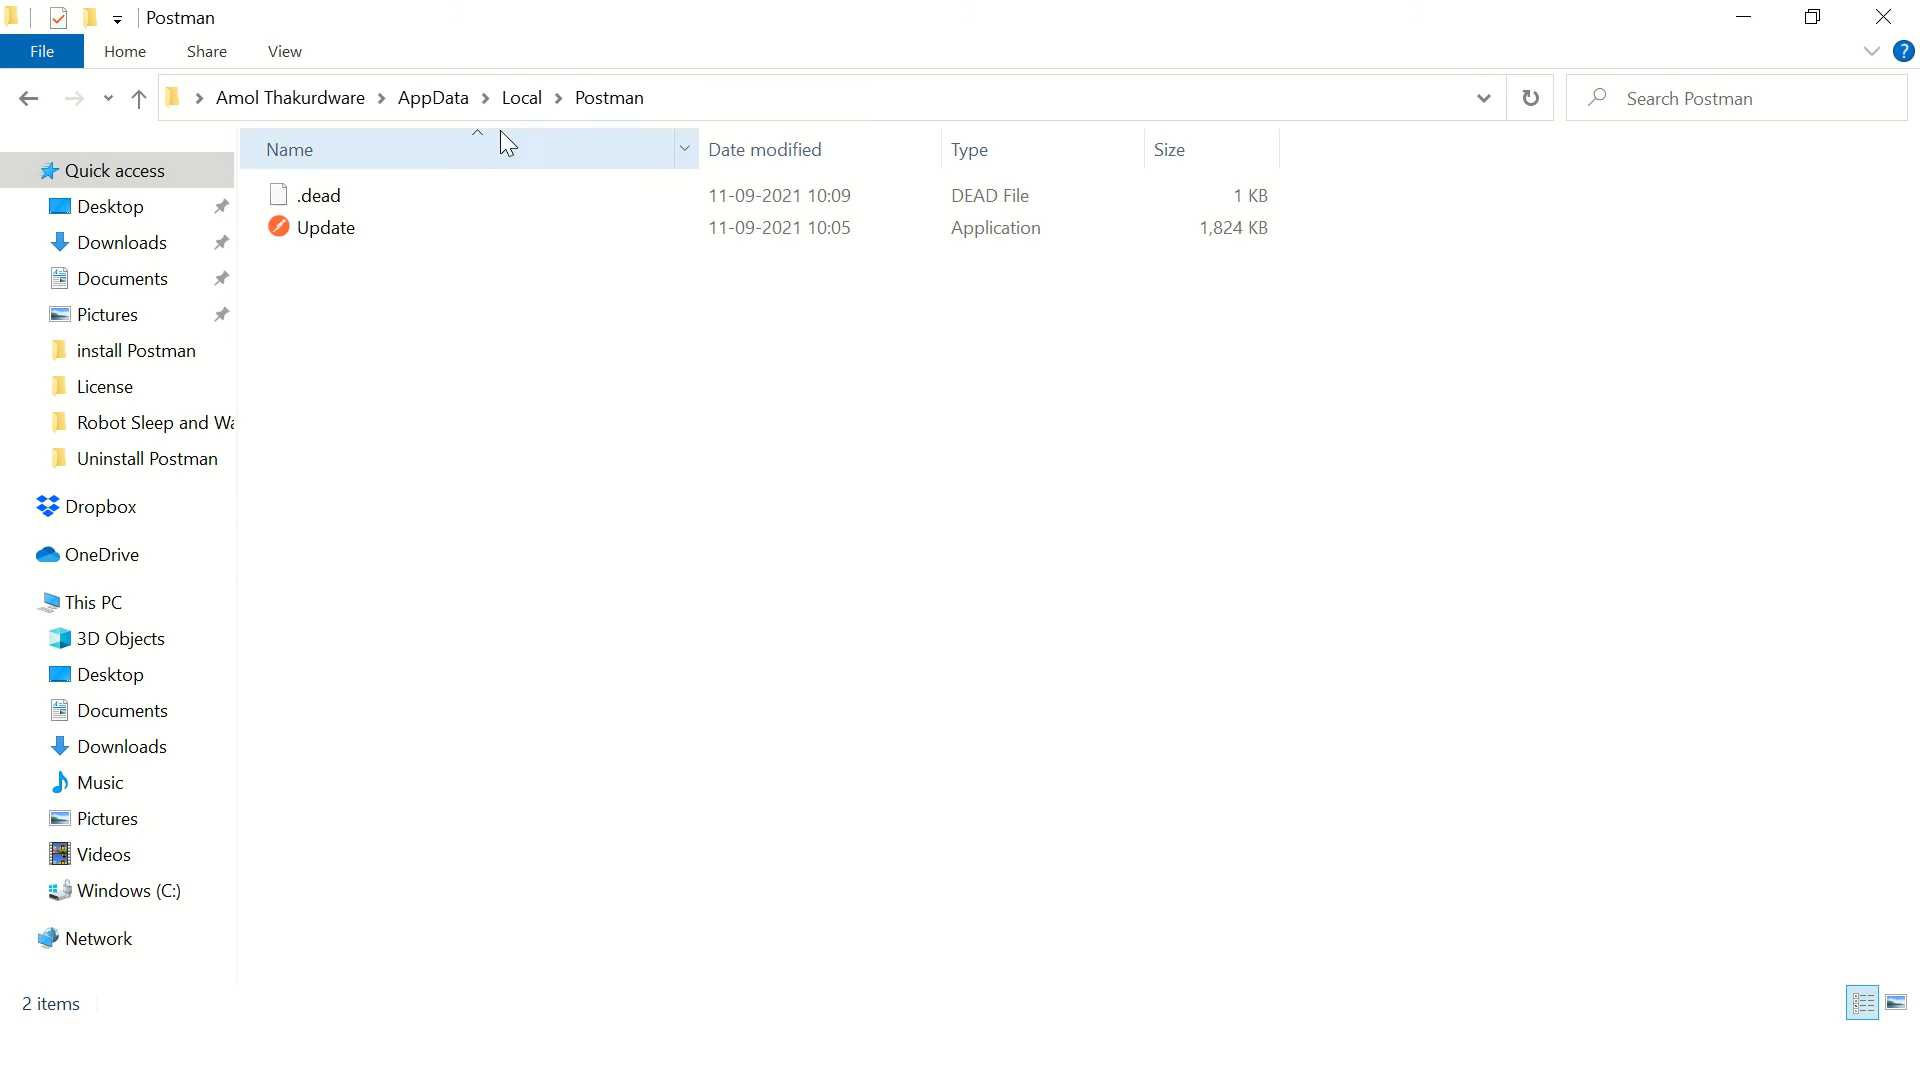 Postman
File Home Share View
Amol Thakurdware > AppData > Local > Postman
Search Postman
Name Date modified Type Size
.dead 11-09-2021 10:09 DEAD File 1 KB
Update 11-09-2021 10:05 Application 1,824 KB
Quick access
Desktop
Downloads
Documents
Pictures
install Postman
License
Robot Sleep and Wa
Uninstall Postman
Dropbox
OneDrive
This PC
3D Objects
Desktop
Documents
Downloads
Music
Pictures
Videos
Windows (C:)
Network
2 items